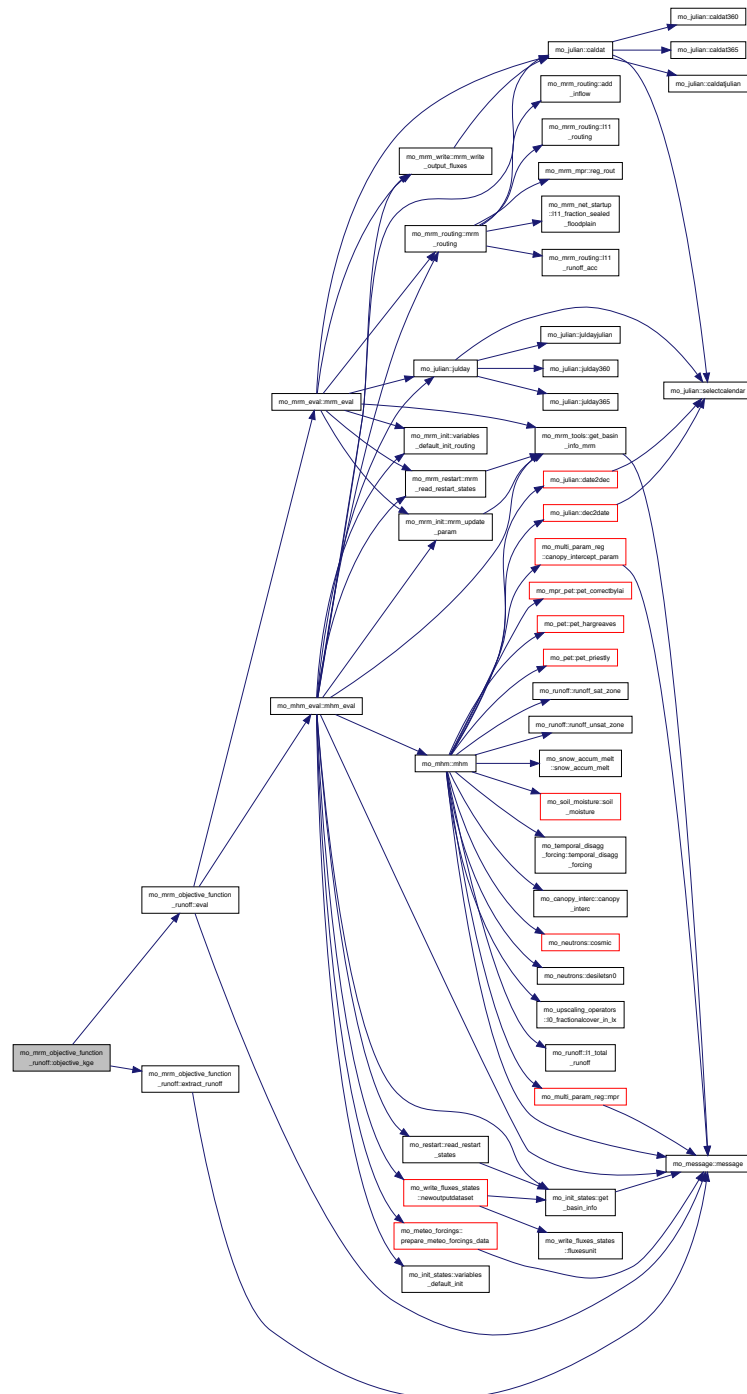 mo_julian::caldat360
mo_julian::caldat
mo_julian::caldat365
mo_julian::caldatjulian
mo_mrm_routing::add
_inflow
mo_mrm_routing::l11
_routing
mo_mrm_write::mrm_write
_output_fluxes
mo_mrm_mpr::reg_rout
mo_mrm_net_startup
::l11_fraction_sealed
_floodplain
mo_mrm_routing::mrm
_routing
mo_mrm_routing::l11
_runoff_acc
mo_julian::juldayjulian
mo_julian::julday
mo_julian::julday360
mo_julian::selectcalendar
mo_julian::julday365
mo_mrm_eval::mrm_eval
mo_mrm_init::variables
_default_init_routing
mo_mrm_tools::get_basin
_info_mrm
mo_mrm_restart::mrm
_read_restart_states
mo_julian::date2dec
mo_julian::dec2date
mo_mrm_init::mrm_update
_param
mo_multi_param_reg
::canopy_intercept_param
mo_mpr_pet::pet_correctbylai
mo_pet::pet_hargreaves
mo_pet::pet_priestly
mo_runoff::runoff_sat_zone
mo_mhm_eval::mhm_eval
mo_runoff::runoff_unsat_zone
mo_mhm::mhm
mo_snow_accum_melt
::snow_accum_melt
mo_soil_moisture::soil
_moisture
mo_temporal_disagg
_forcing::temporal_disagg
_forcing
mo_canopy_interc::canopy
_interc
mo_mrm_objective_function
_runoff::eval
mo_neutrons::cosmic
mo_neutrons::desiletsn0
mo_upscaling_operators
::l0_fractionalcover_in_lx
mo_mrm_objective_function
_runoff::objective_kge
mo_runoff::l1_total
_runoff
mo_mrm_objective_function
_runoff::extract_runoff
mo_multi_param_reg::mpr
mo_restart::read_restart
_states
mo_message::message
mo_write_fluxes_states
::newoutputdataset
mo_init_states::get
_basin_info
mo_meteo_forcings::
prepare_meteo_forcings_data
mo_write_fluxes_states
::fluxesunit
mo_init_states::variables
_default_init